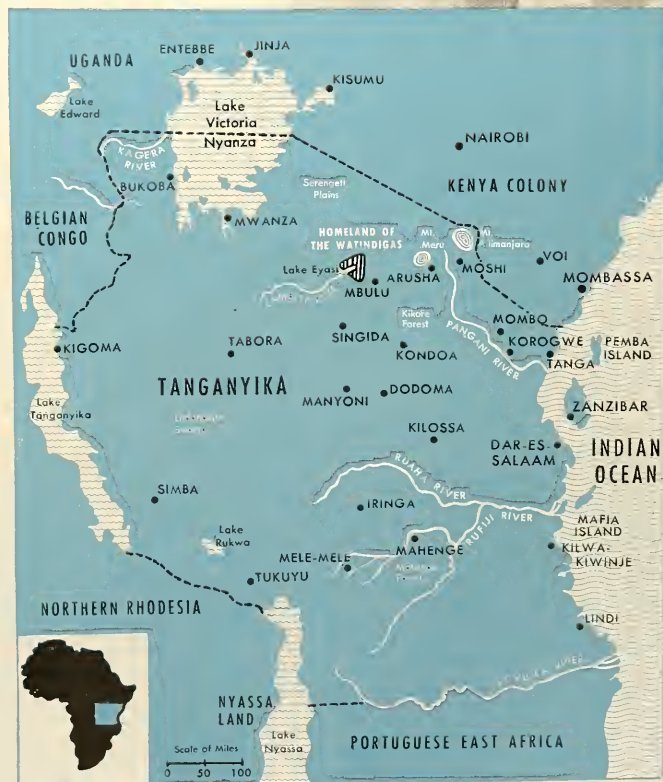 ENTEBBE
JINJA
UGANDA
KISUMU
Lake
Edward
Lake
Victoria
Nyanza
NAIROBI
KAGERA
RIVER
BUKOBA
Serengeti
Plains
KENYA COLONY
BELGIAN
CONGO
MWANZA
HOMELAND OF
THE WATINDIGAS
Mt.
Meru
Mt.
Kilimanjaro
VOI
Lake Eyasi
ARUSHA
MOSHI
MBULU
MOMBASSA
Kikore
Forest
PANGANI RIVER
MOMBO
SINGIDA
KOROGWE
PEMBA
ISLAND
KIGOMA
TABORA
KONDOA
TANGA
TANGANYIKA
Lake
Tanganyika
MANYONI
DODOMA
ZANZIBAR
KILOSSA
DAR-ES-
SALAAM
INDIAN
OCEAN
RUAHA RIVER
SIMBA
IRINGA
RUFIJI RIVER
MAFIA
ISLAND
Lake
Rukwa
MAHENGE
KILWA-
KIWINJE
MELE-MELE
TUKUYU
NORTHERN RHODESIA
LINDI
NYASSA
LAND
Lake
Nyassa
PORTUGUESE EAST AFRICA
Scale of Miles
0 50 100